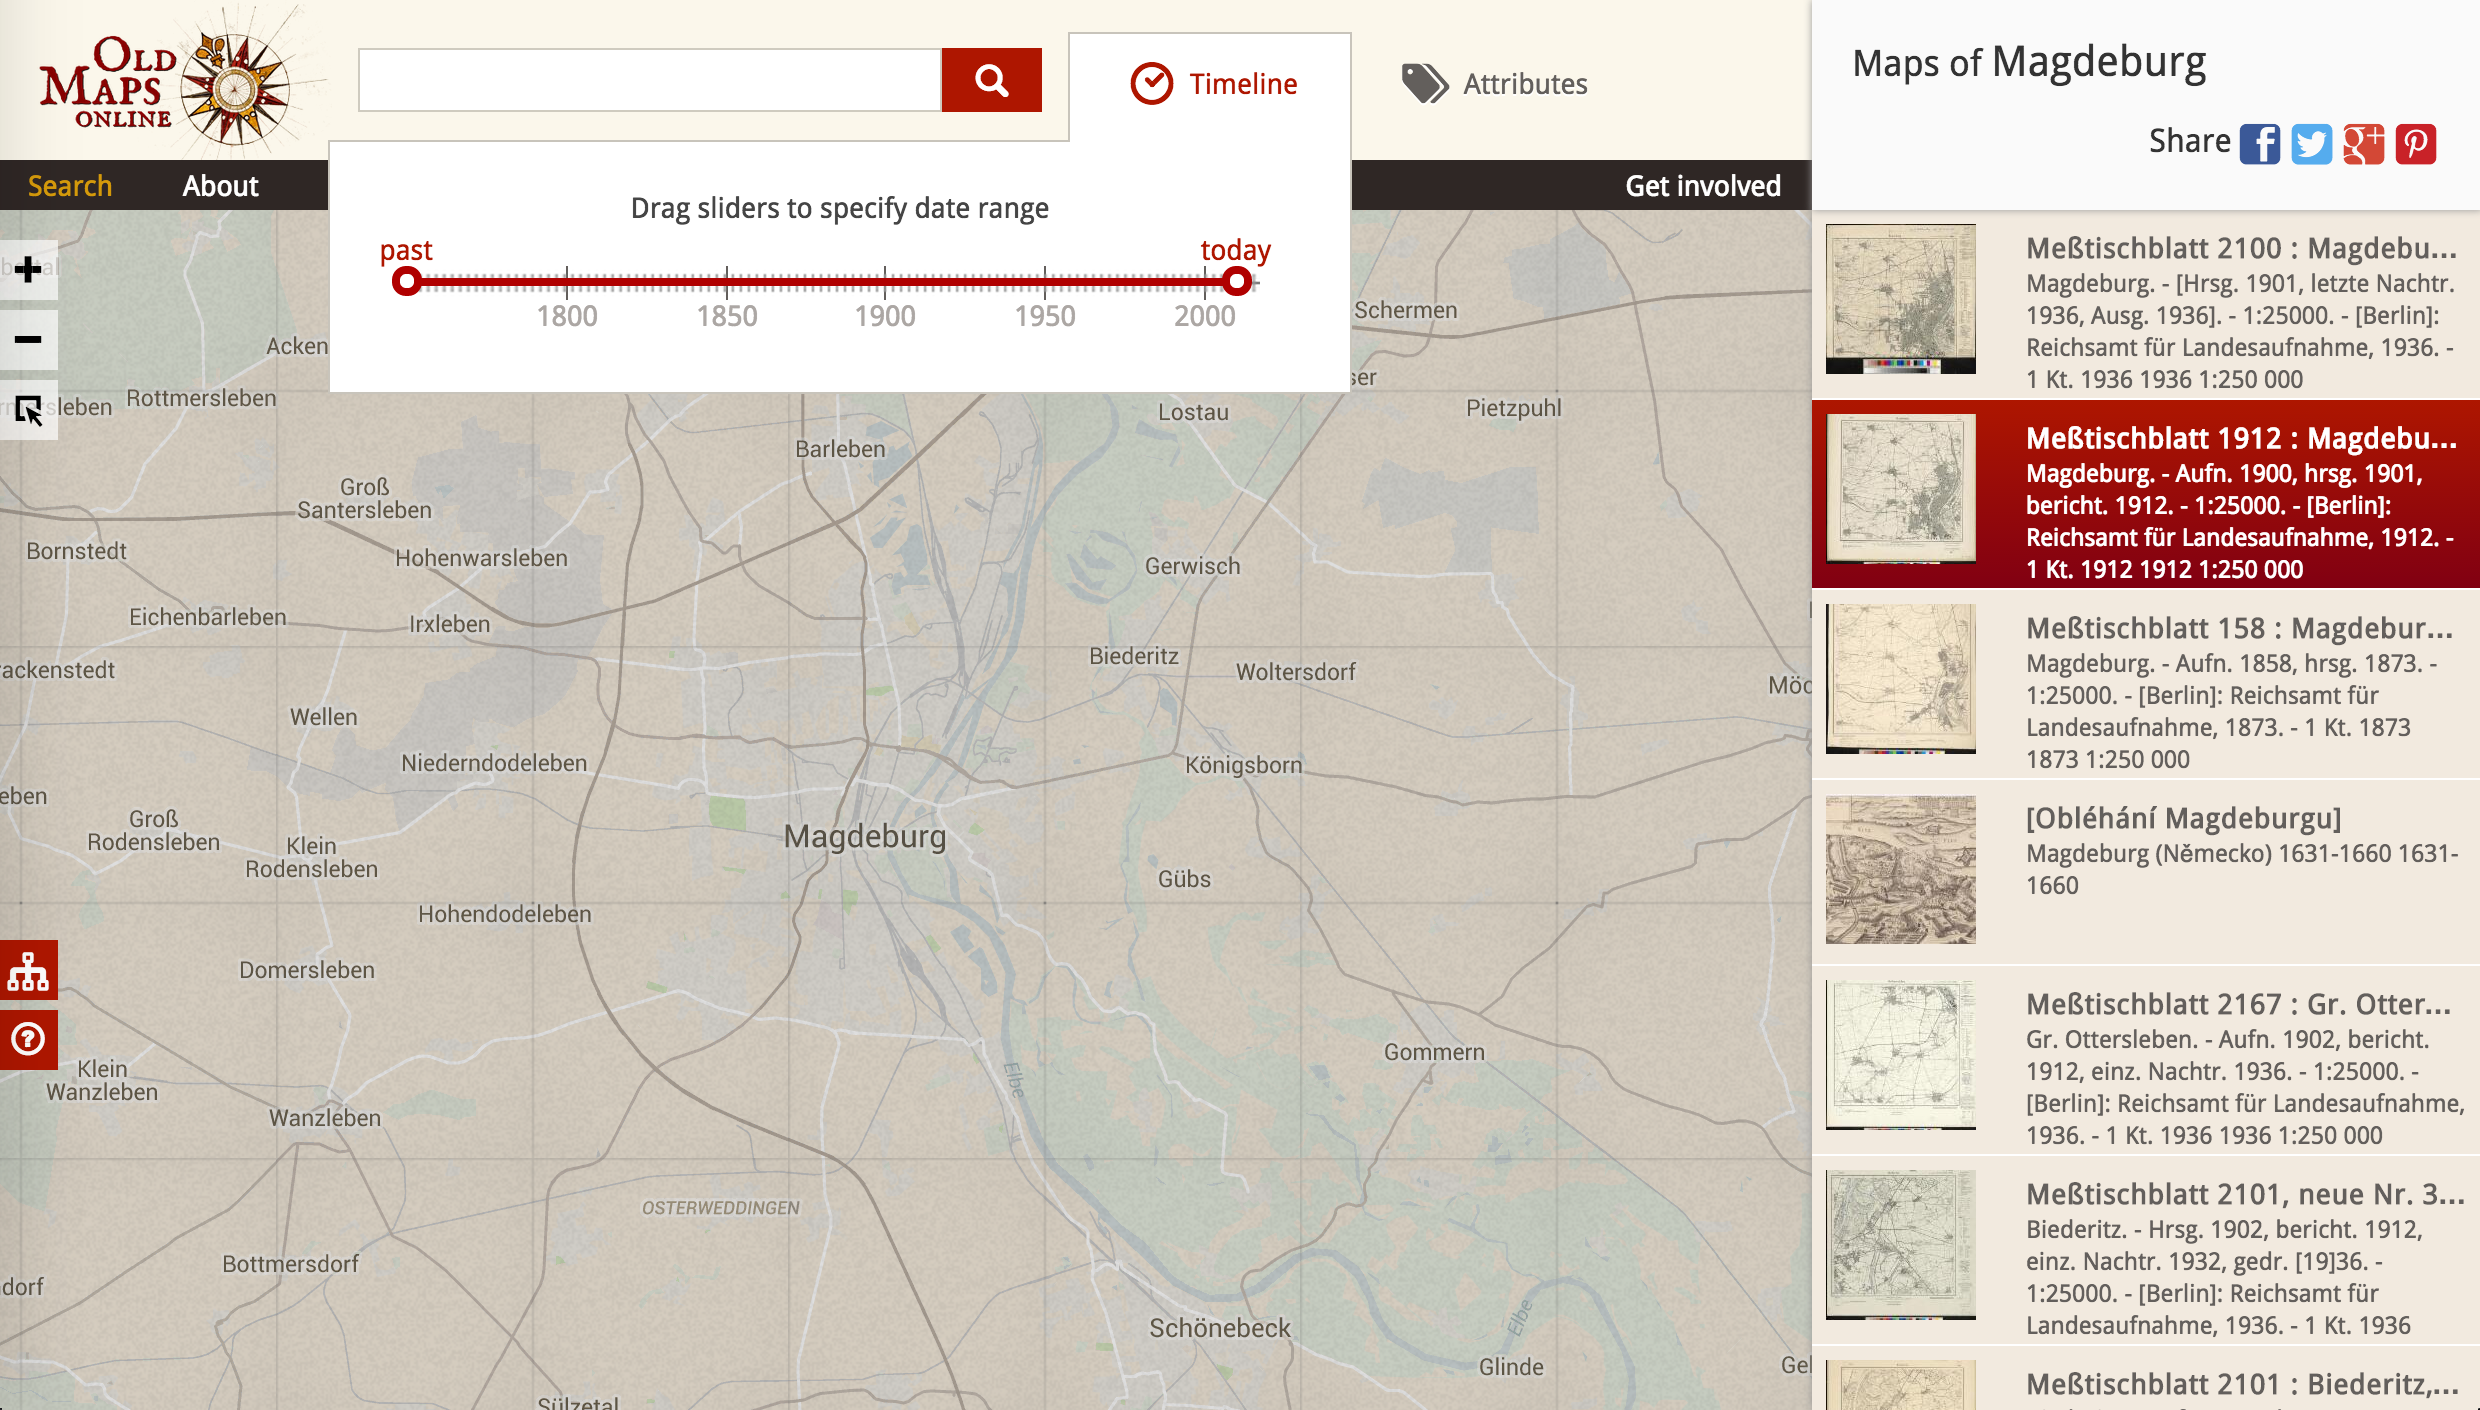 OLD
MAPS
ONLINE
Timeline
Attributes
Search
About
Get involved
Drag sliders to specify date range
past
today
1800
1850
1900
1950
2000
Maps of Magdeburg
Share
Meßtischblatt 2100 : Magdebu...
Magdeburg. - [Hrsg. 1901, letzte Nachtr.
1936, Ausg. 1936]. - 1:25000. - [Berlin]:
Reichsamt für Landesaufnahme, 1936. -
1 Kt. 1936 1936 1:250 000
Meßtischblatt 1912 : Magdebu...
Magdeburg. - Aufn. 1900, hrsg. 1901,
bericht. 1912. - 1:25000. - [Berlin]:
Reichsamt für Landesaufnahme, 1912. -
1 Kt. 1912 1912 1:250 000
Meßtischblatt 158 : Magdebur...
Magdeburg. - Aufn. 1858, hrsg. 1873. -
1:25000. - [Berlin]: Reichsamt für
Landesaufnahme, 1873. - 1 Kt. 1873
1873 1:250 000
[Obléhání Magdeburgu]
Magdeburg (Německo) 1631-1660 1631-
1660
Meßtischblatt 2167 : Gr. Otter...
Gr. Ottersleben. - Aufn. 1902, bericht.
1912, einz. Nachtr. 1936. - 1:25000. -
[Berlin]: Reichsamt für Landesaufnahme,
1936. - 1 Kt. 1936 1936 1:250 000
Meßtischblatt 2101, neue Nr. 3...
Biederitz. - Hrsg. 1902, bericht. 1912,
einz. Nachtr. 1932, gedr. [19]36. -
1:25000. - [Berlin]: Reichsamt für
Landesaufnahme, 1936. - 1 Kt. 1936
Meßtischblatt 2101 : Biederitz,...
Schermen
Acken
ser
Rottmersleben
sleben
Lostau
Pietzpuhl
Barleben
Groß
Santersleben
Bornstedt
Hohenwarsleben
Gerwisch
Eichenbarleben
Irxleben
Biederitz
Woltersdorf
rackenstedt
Möc
Wellen
Niederndodeleben
Königsborn
eben
Groß
Rodensleben
Klein
Rodensleben
Magdeburg
Gübs
Hohendodeleben
Domersleben
Gommern
Klein
Wanzleben
Elbe
Wanzleben
OSTERWEDDINGEN
Bottmersdorf
dorf
Elbe
Schönebeck
Glinde
Gel
Sülzetal